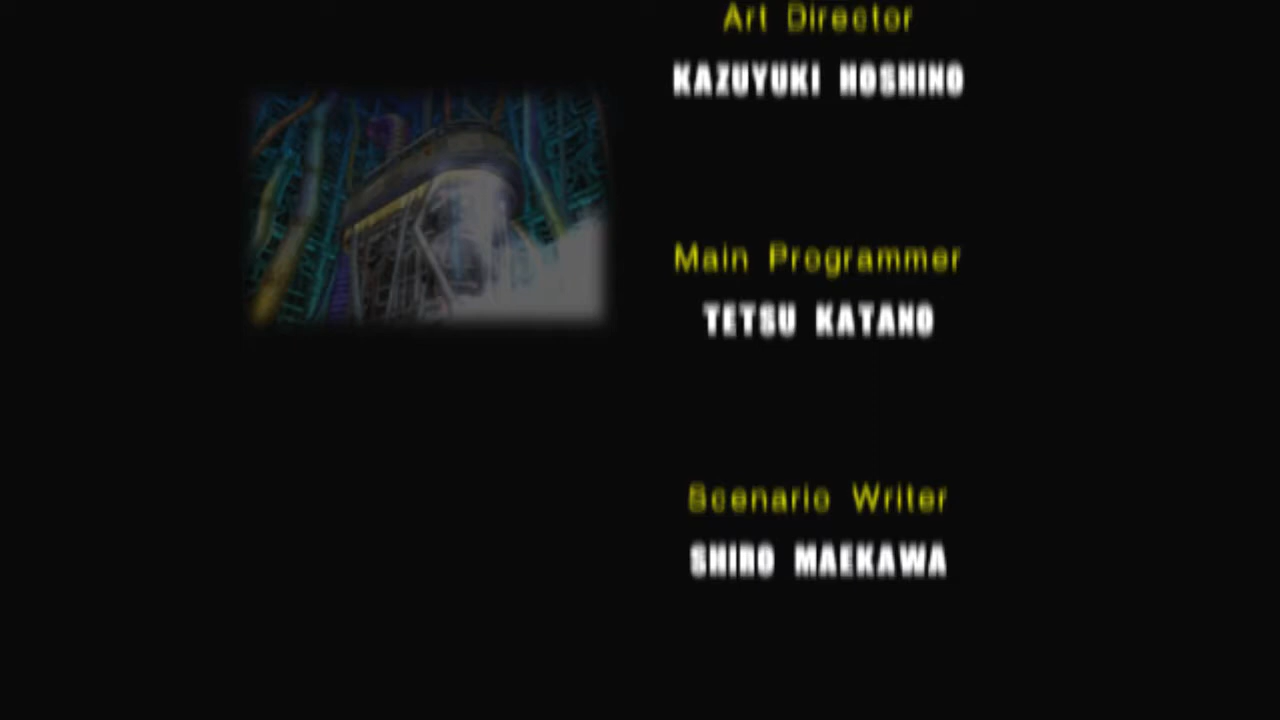 Art Director
KAZUYUKI HOSHINO
Main Programmer
TETSU KATANO
Scenario Writer
SHIRO MAEKAWA